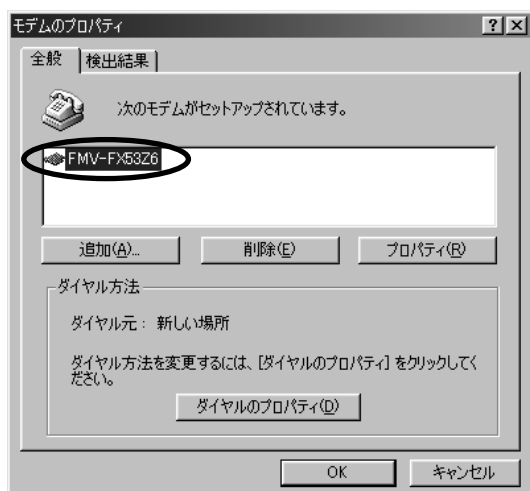 モデムのプロパティ
全般
検出結果
次のモデムがセットアップされています。
FMV-FX53Z6
追加(A)...
削除(E)
プロパティ(R)
ダイヤル方法
ダイヤル元： 新しい場所
ダイヤル方法を変更するには、[ダイヤルのプロパティ] をクリックしてく
ださい。
ダイヤルのプロパティ(D)
OK
キャンセル